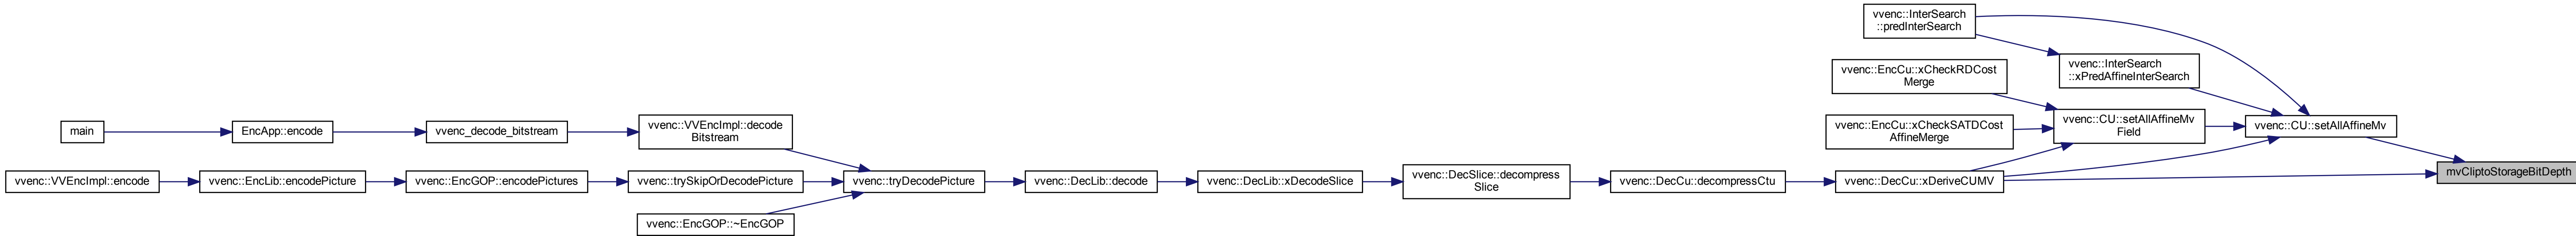 main
EncApp::encode
vvenc_decode_bitstream
vvenc::VVEncImpl::decode
Bitstream
vvenc::VVEncImpl::encode
vvenc::EncLib::encodePicture
vvenc::EncGOP::encodePictures
vvenc::trySkipOrDecodePicture
vvenc::EncGOP::~EncGOP
vvenc::tryDecodePicture
vvenc::DecLib::decode
vvenc::DecLib::xDecodeSlice
vvenc::DecSlice::decompress
Slice
vvenc::DecCu::decompressCtu
vvenc::DecCu::xDeriveCUMV
vvenc::InterSearch
::predInterSearch
vvenc::EncCu::xCheckRDCost
Merge
vvenc::EncCu::xCheckSATDCost
AffineMerge
vvenc::InterSearch
::xPredAffineInterSearch
vvenc::CU::setAllAffineMv
Field
vvenc::CU::setAllAffineMv
mvCliptoStorageBitDepth